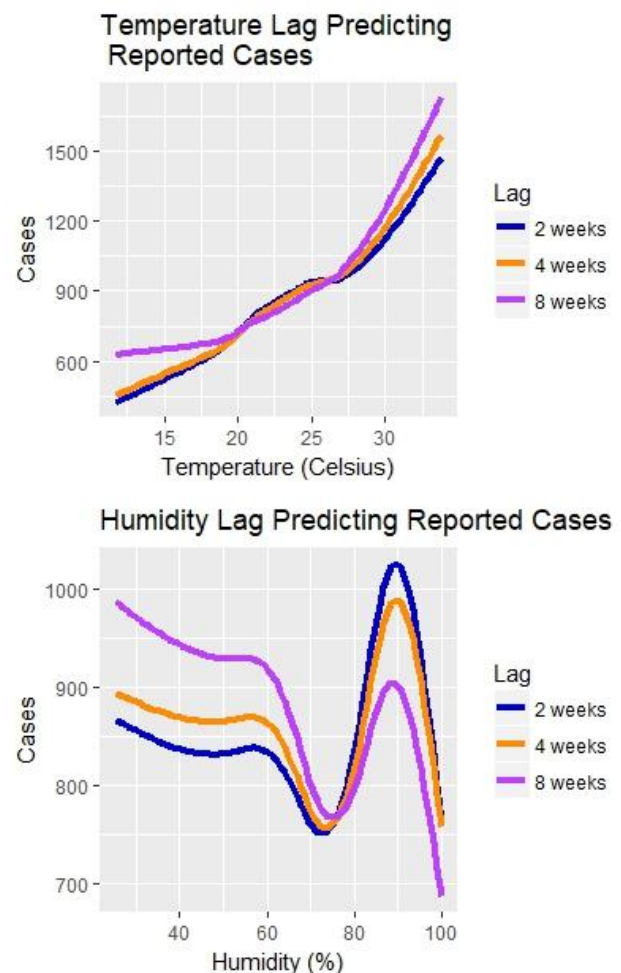 Temperature Lag Predicting
Reported Cases
1500
1200
900
600
Cases
15 20 25 30
Temperature (Celsius)
Lag
2 weeks
4 weeks
8 weeks
Humidity Lag Predicting Reported Cases
1000
900
800
700
Cases
40 60 80 100
Humidity (%)
Lag
2 weeks
4 weeks
8 weeks